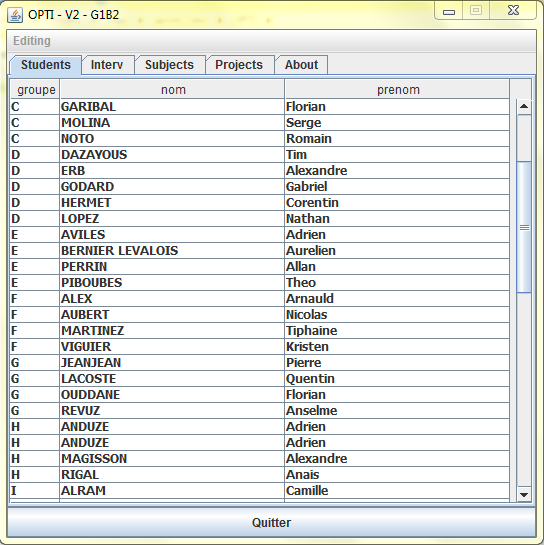 OPTI - V2 - G1B2
Editing
Students Interv Subjects Projects About
groupe nom prenom
C GARIBAL Florian
C MOLINA Serge
C NOTO Romain
D DAZAYOUS Tim
D ERB Alexandre
D GODARD Gabriel
D HERMET Corentin
D LOPEZ Nathan
E AVILES Adrien
E BERNIER LEVALOIS Aurelien
E PERRIN Allan
E PIBOUBES Theo
F ALEX Arnauld
F AUBERT Nicolas
F MARTINEZ Tiphaine
F VIGUIER Kristen
G JEANJEAN Pierre
G LACOSTE Quentin
G OUDDANE Florian
G REVUZ Anselme
H ANDUZE Adrien
H ANDUZE Adrien
H MAGISSON Alexandre
H RIGAL Anais
I ALRAM Camille
Quitter